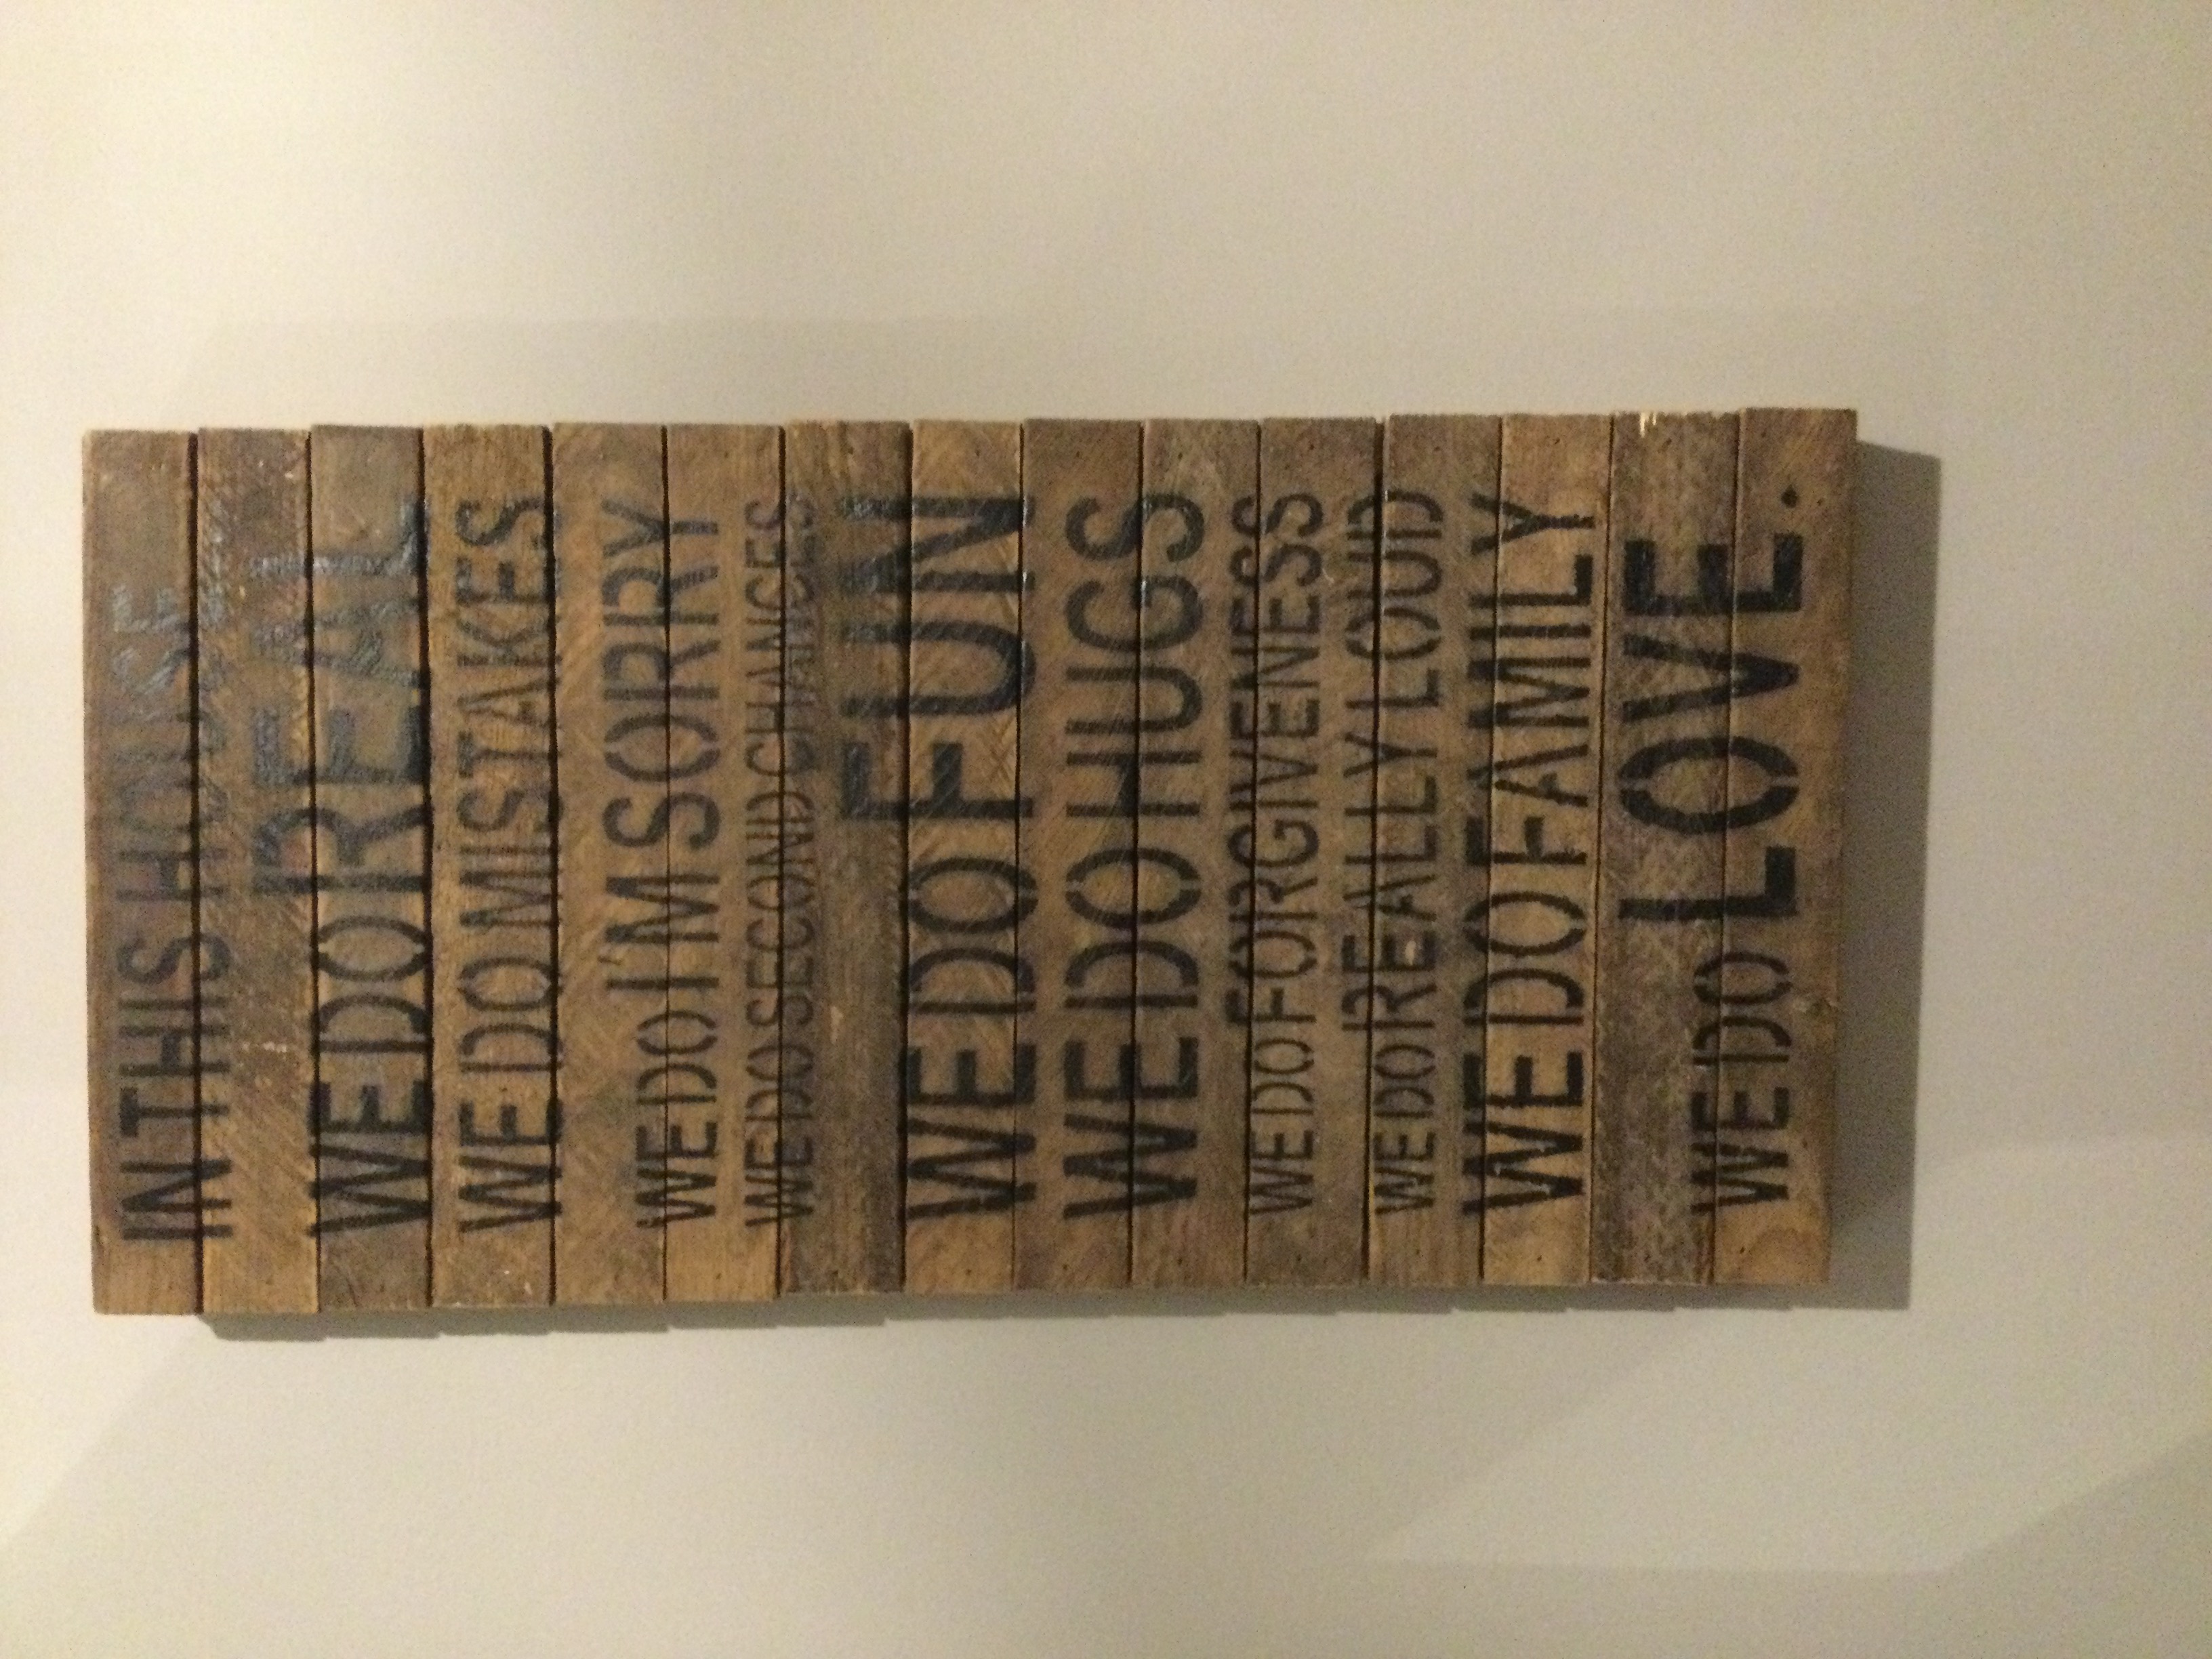 IN THIS HOUSE
WE DO REAL
WE DO MISTAKES
WE DO I'M SORRY
WE DO SECOND CHANCES
WE DO FUN
WE DO HUGS
WE DO FORGIVENESS
WE DO REALLY LOUD
WE DO FAMILY
WE DO LOVE.